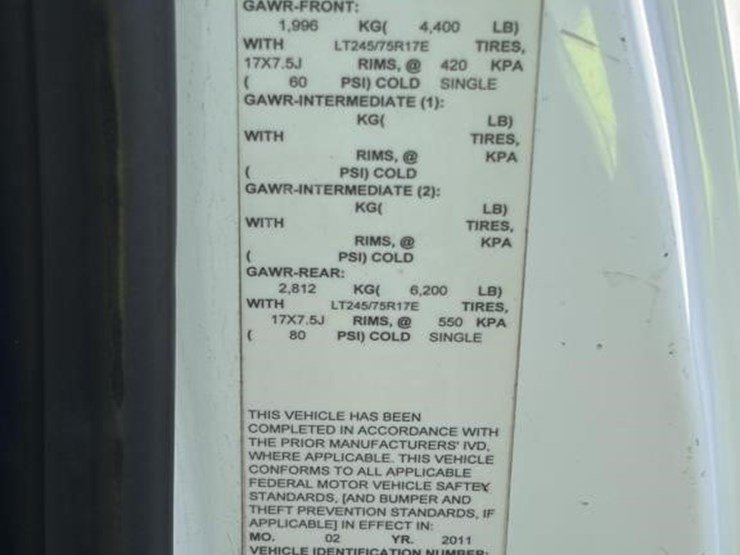 GAWR-FRONT:
1,996 KG( 4,400 LB)
WITH LT245/75R17E TIRES,
17X7.5J RIMS, @ 420 KPA
( 60 PSI) COLD SINGLE
GAWR-INTERMEDIATE (1):
KG( LB)
WITH TIRES,
RIMS, @ KPA
( PSI) COLD
GAWR-INTERMEDIATE (2):
KG( LB)
WITH TIRES,
RIMS, @ KPA
( PSI) COLD
GAWR-REAR:
2,812 KG( 6,200 LB)
WITH LT245/75R17E TIRES,
17X7.5J RIMS, @ 550 KPA
( 80 PSI) COLD SINGLE
THIS VEHICLE HAS BEEN
COMPLETED IN ACCORDANCE WITH
THE PRIOR MANUFACTURERS' IVD,
WHERE APPLICABLE. THIS VEHICLE
CONFORMS TO ALL APPLICABLE
FEDERAL MOTOR VEHICLE SAFTEY
STANDARDS, [AND BUMPER AND
THEFT PREVENTION STANDARDS, IF
APPLICABLE] IN EFFECT IN:
MO. 02 YR. 2011
VEHICLE IDENTIFICATION NUMBER: